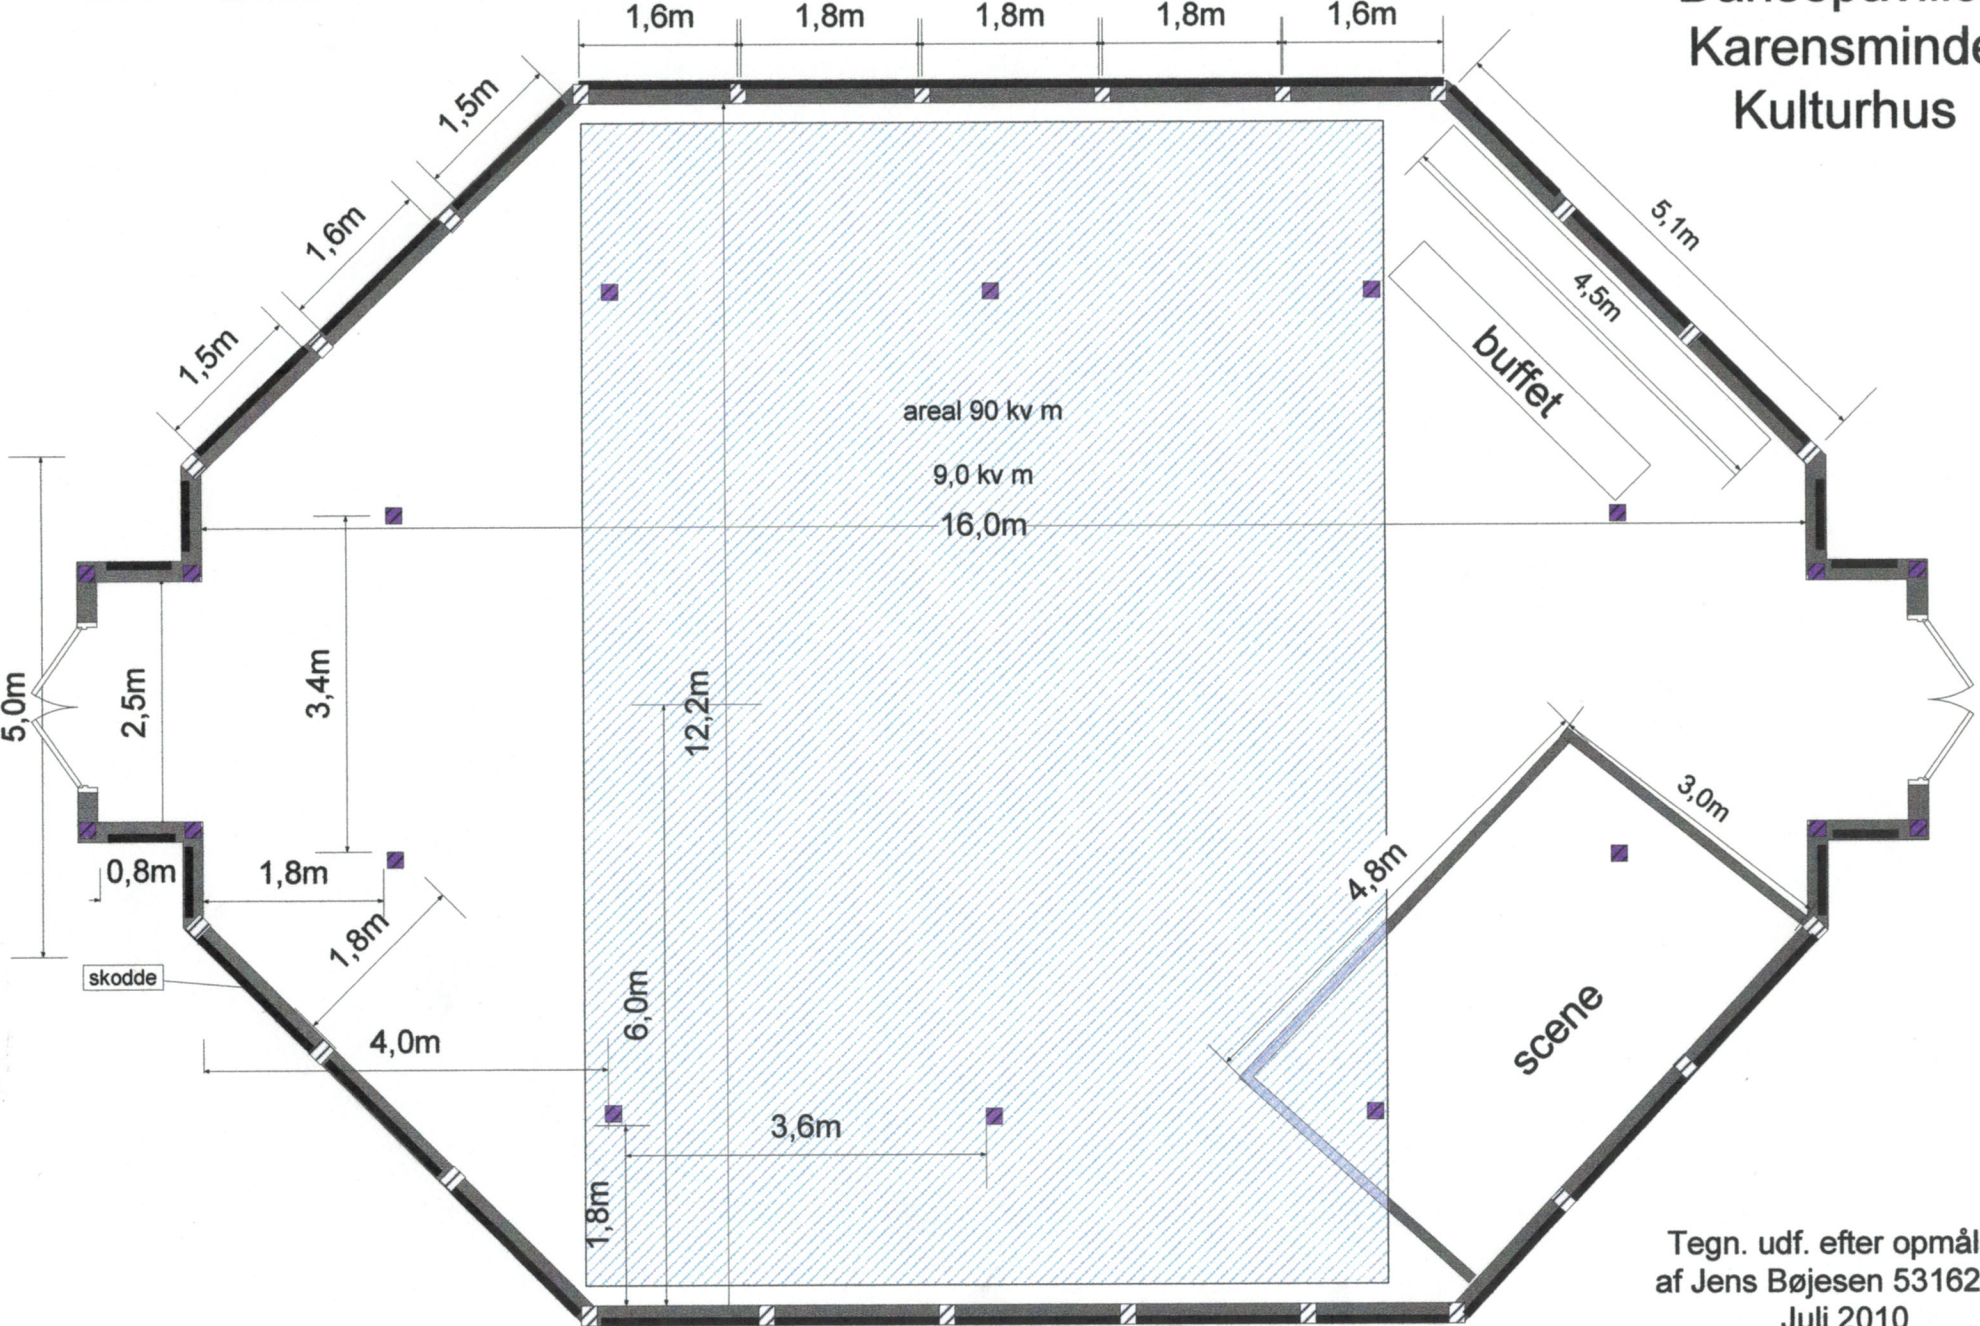 1,6m 1,8m 1,8m 1,8m 1,6m
Karensminde
Kulturhus
1,5m
1,6m
1,5m
5,1m
4,5m
buffet
areal 90 kv m
9,0 kv m
16,0m
5,0m
2,5m
3,4m
12,2m
3,0m
4,8m
0,8m
1,8m
1,8m
skodde
4,0m
6,0m
scene
3,6m
1,8m
Tegn. udf. efter opmål
af Jens Bøjesen 53162
Juli 2010